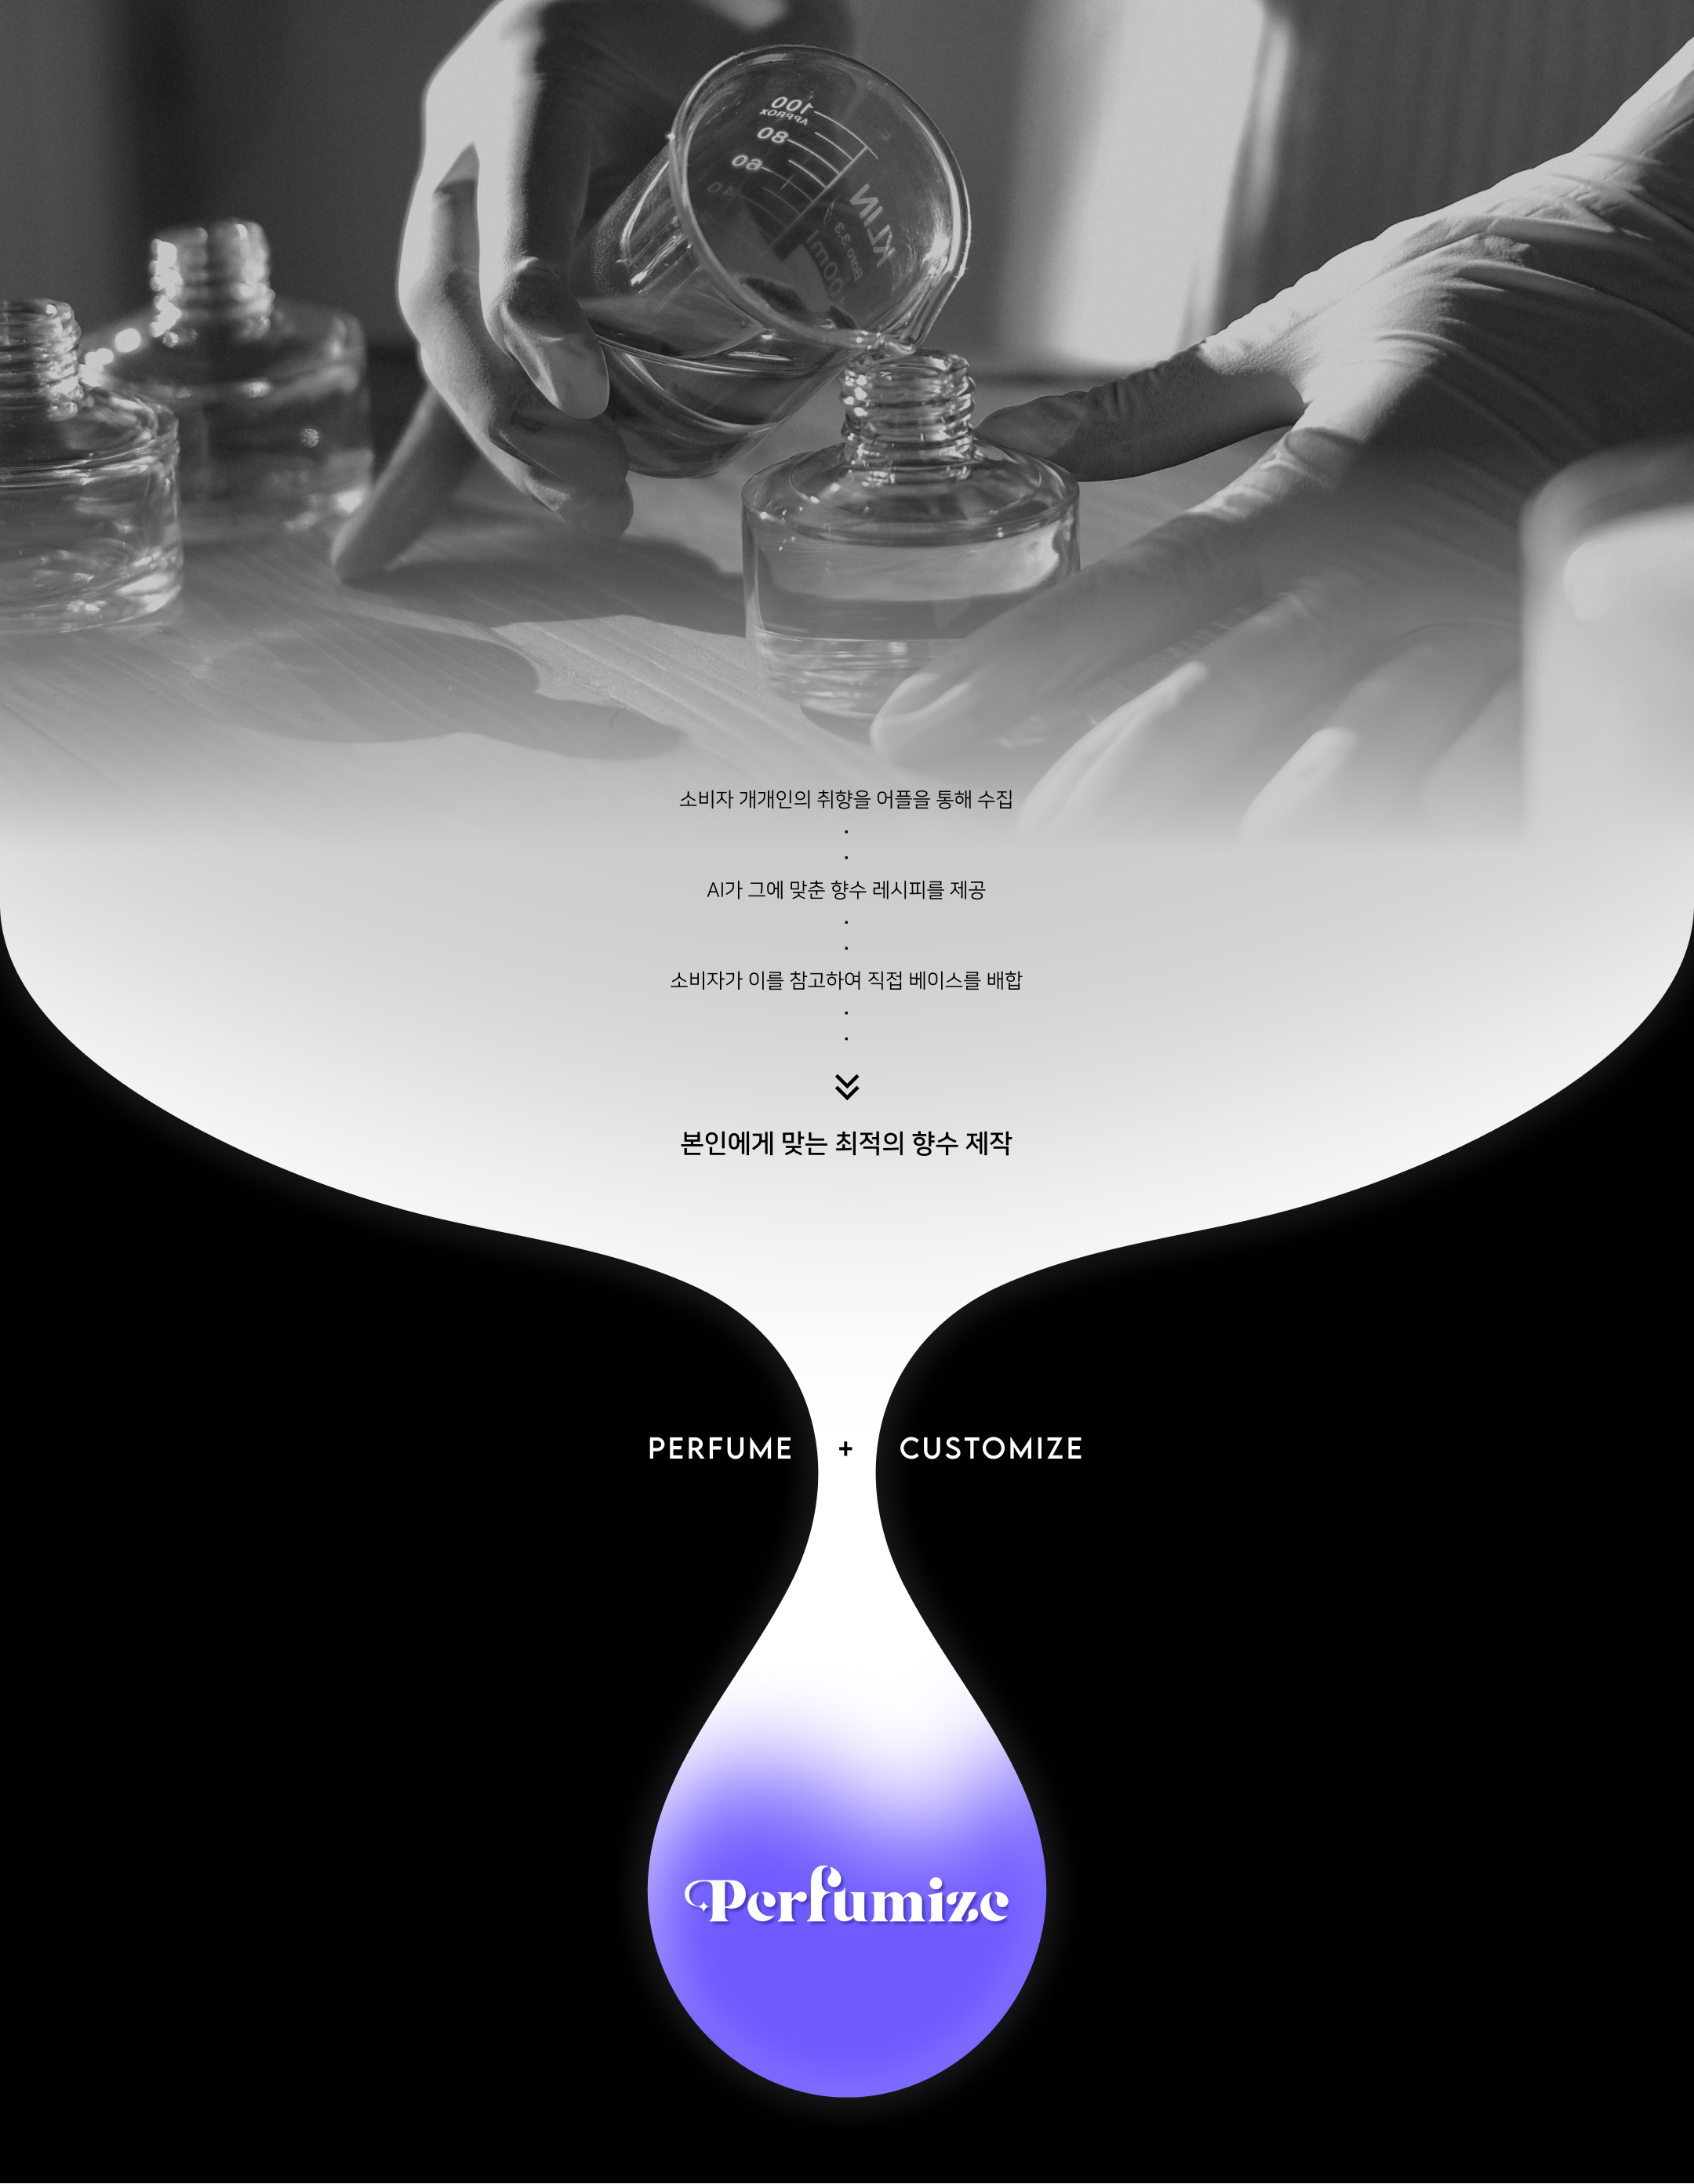 100
APPROX
80
60
40
KLIN
소비자 개개인의 취향을 어플을 통해 수집
AI가 그에 맞춘 향수 레시피를 제공
소비자가 이를 참고하여 직접 베이스를 배합
본인에게 맞는 최적의 향수 제작
PERFUME + CUSTOMIZE
Perfumize